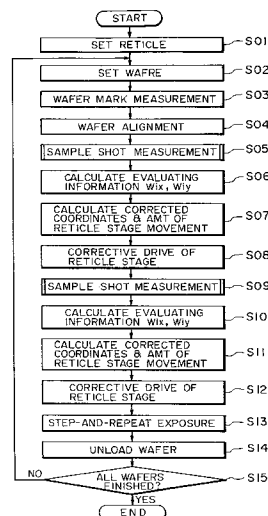 START
SET RETICLE
S01
SET WAFRE
S02
WAFER MARK MEASUREMENT
S03
WAFER ALIGNMENT
S04
SAMPLE SHOT MEASUREMENT
S05
CALCULATE EVALUATING
INFORMATION Wix, Wiy
S06
CALCULATE CORRECTED
COORDINATES & AMT OF
RETICLE STAGE MOVEMENT
S07
CORRECTIVE DRIVE OF
RETICLE STAGE
S08
SAMPLE SHOT MEASUREMENT
S09
CALCULATE EVALUATING
INFORMATION Wix, Wiy
S10
CALCULATE CORRECTED
COORDINATES & AMT OF
RETICLE STAGE MOVEMENT
S11
CORRECTIVE DRIVE OF
RETICLE STAGE
S12
STEP-AND-REPEAT EXPOSURE
S13
UNLOAD WAFER
S14
NO
ALL WAFERS
FINISHED?
S15
YES
END